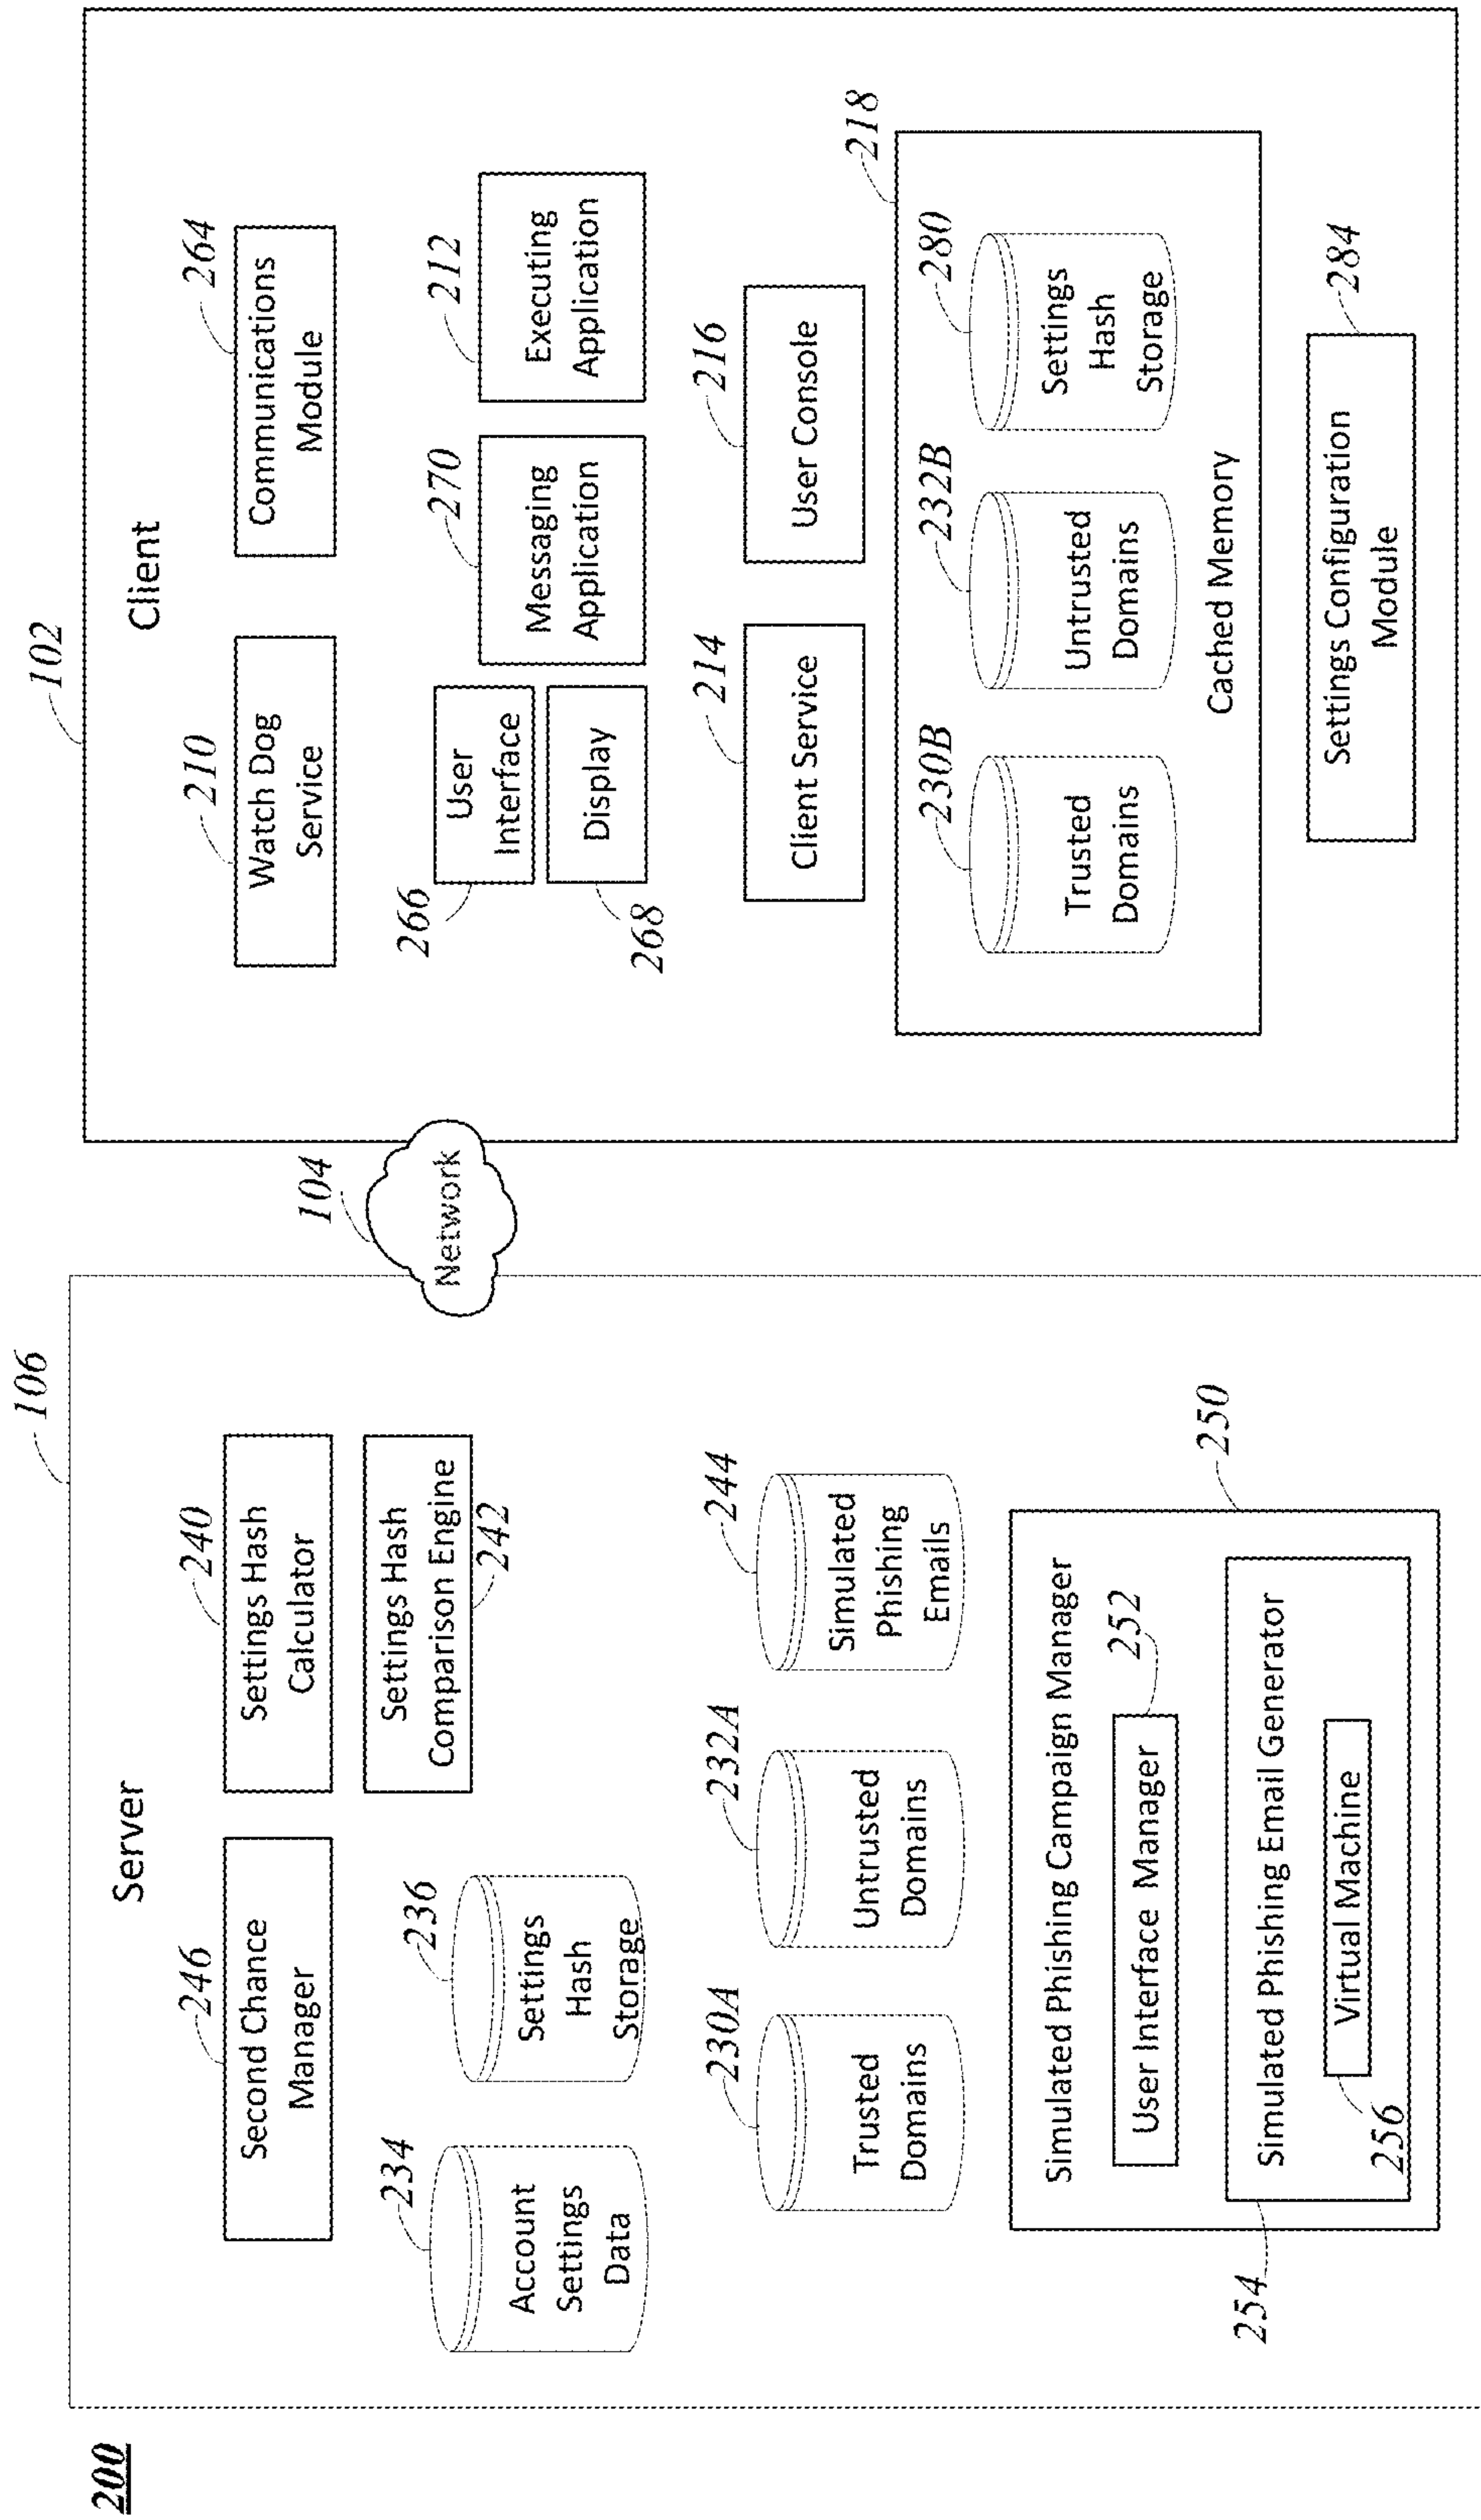 200
106
Server
246
Second Chance
Manager
240
Settings Hash
Calculator
Settings Hash
Comparison Engine
242
234
Account
Settings
Data
236
Settings
Hash
Storage
230A
Trusted
Domains
232A
Untrusted
Domains
244
Simulated
Phishing
Emails
250
Simulated Phishing Campaign Manager
User Interface Manager
252
254
Simulated Phishing Email Generator
Virtual Machine
256
104
Network
102
Client
210
Watch Dog
Service
264
Communications
Module
266
User
Interface
Display
268
270
Messaging
Application
212
Executing
Application
214
Client Service
216
User Console
218
230B
Trusted
Domains
232B
Untrusted
Domains
280
Settings
Hash
Storage
Cached Memory
Settings Configuration
Module
284